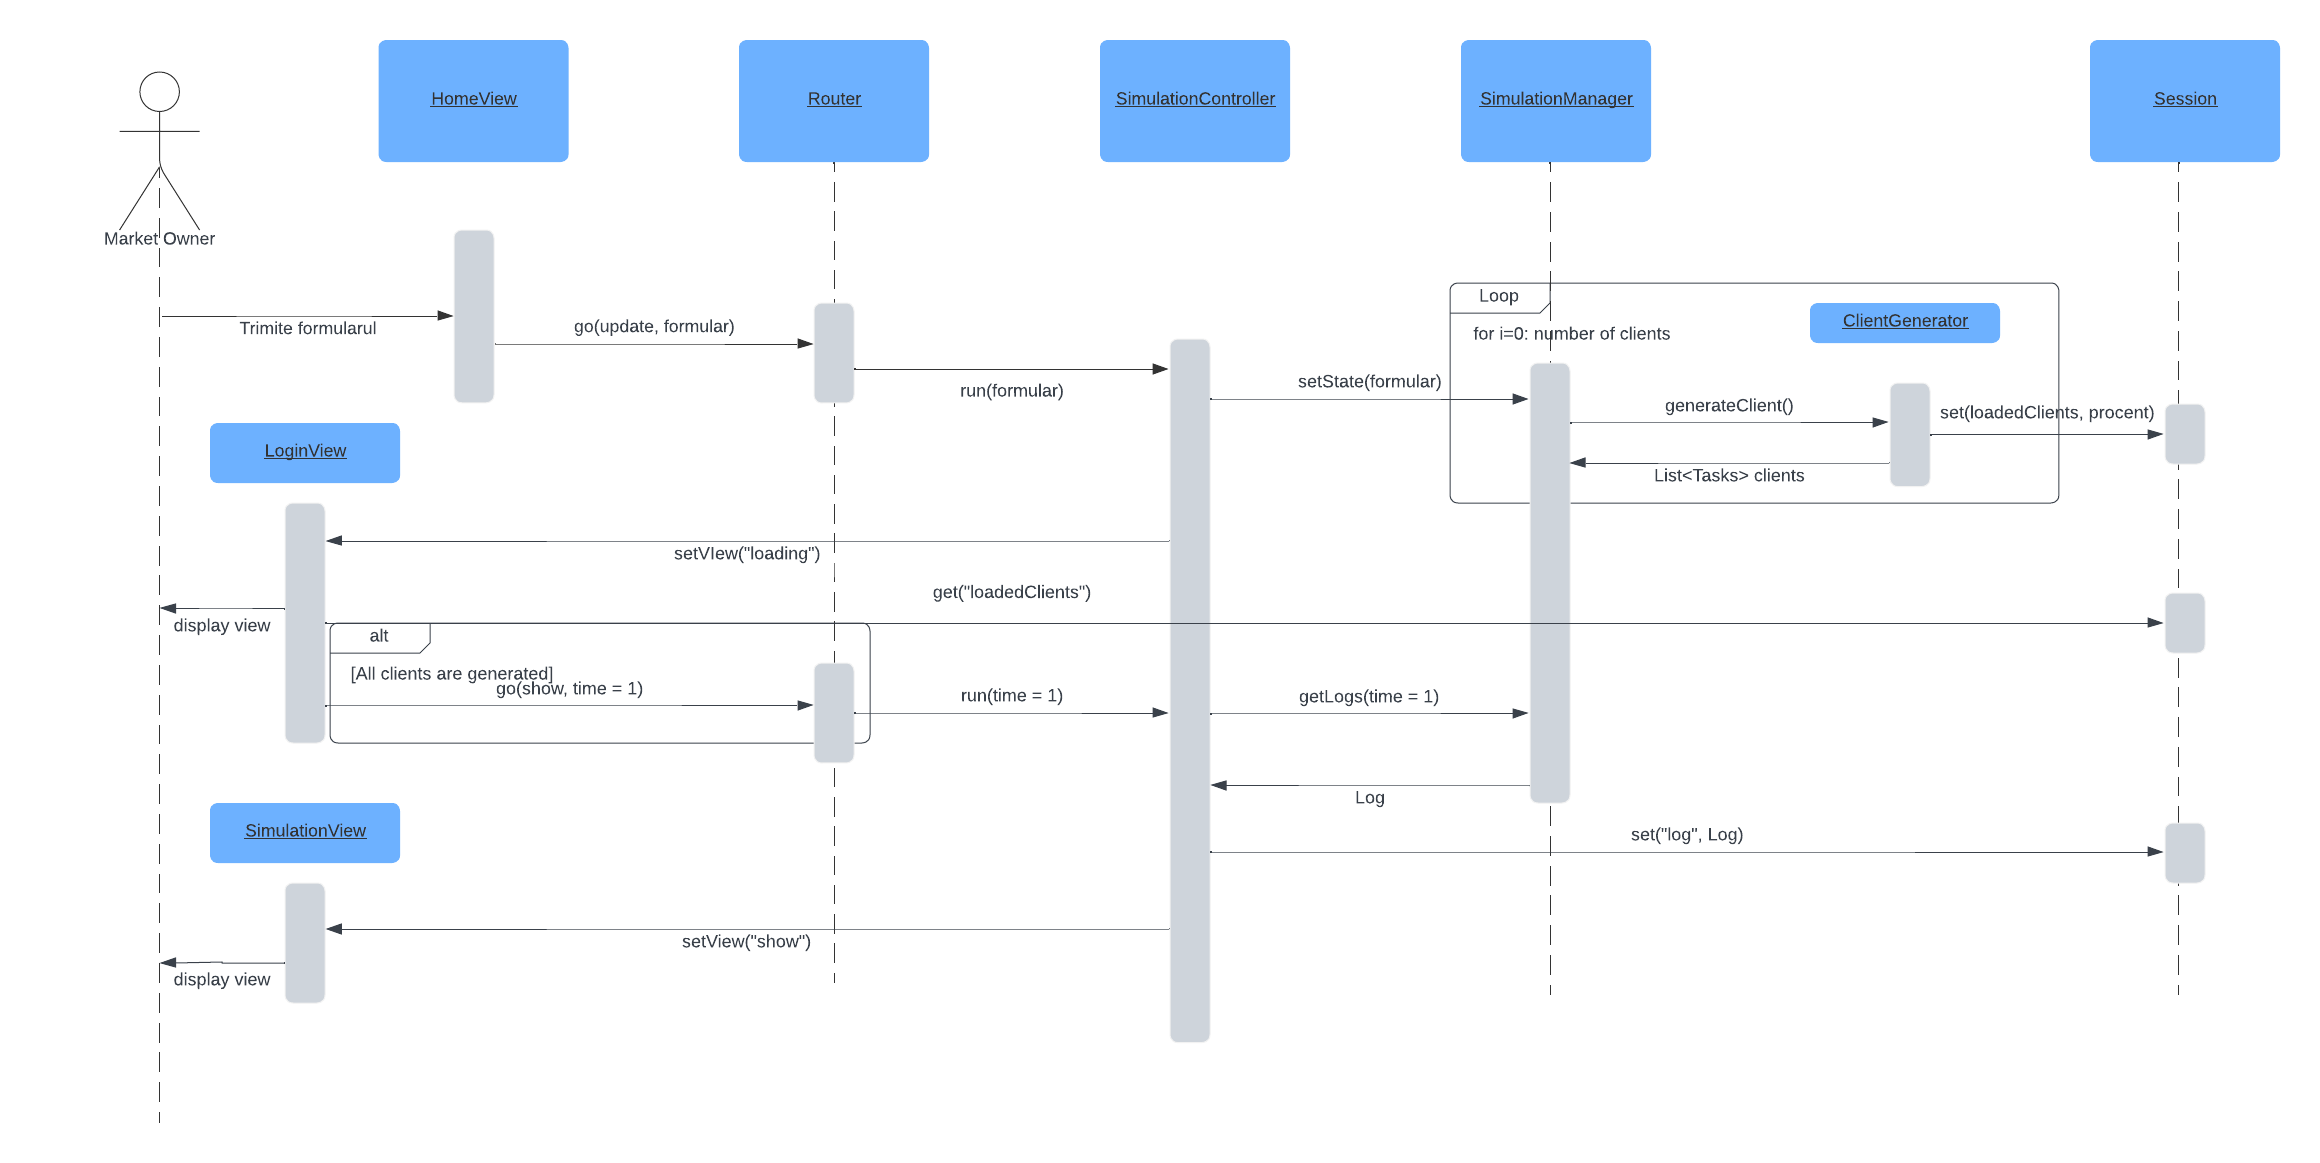 HomeView
Router
SimulationController
SimulationManager
Session
Market Owner
Loop
for i=0: number of clients
ClientGenerator
Trimite formularul
go(update, formular)
run(formular)
setState(formular)
generateClient()
set(loadedClients, procent)
List<Tasks> clients
LoginView
setVIew("loading")
get("loadedClients")
display view
alt
[All clients are generated]
go(show, time = 1)
run(time = 1)
getLogs(time = 1)
Log
SimulationView
set("log", Log)
setView("show")
display view